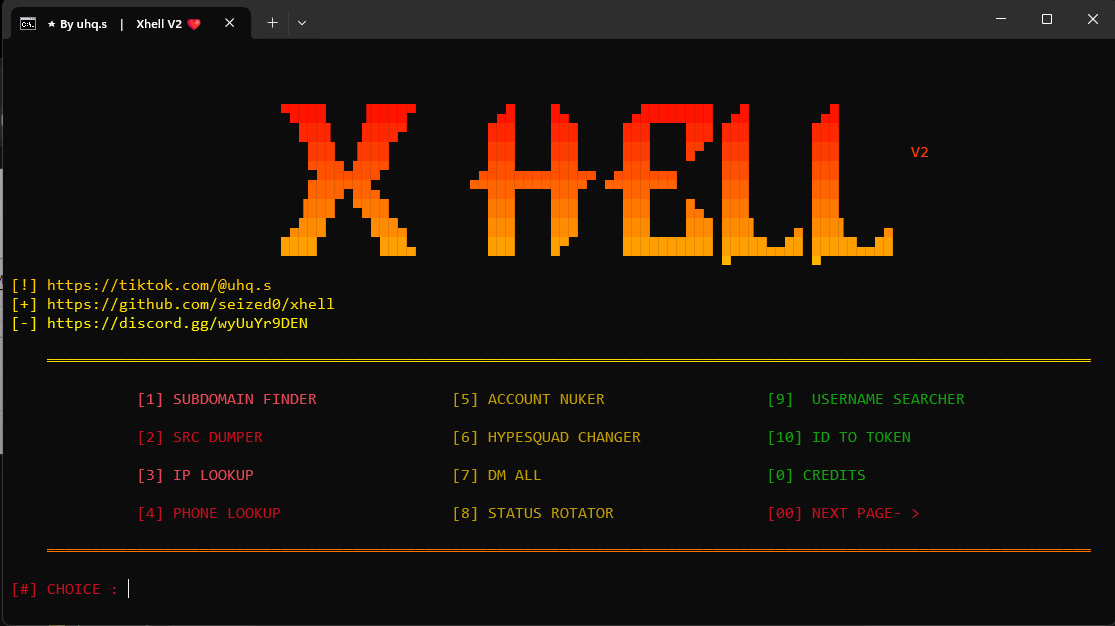 ★ By uhq.s | Xhell V2 ❤️
X HELL
V2
[!] https://tiktok.com/@uhq.s
[+] https://github.com/seized0/xhell
[-] https://discord.gg/wyUuYr9DEN
[1] SUBDOMAIN FINDER [5] ACCOUNT NUKER [9] USERNAME SEARCHER
[2] SRC DUMPER [6] HYPESQUAD CHANGER [10] ID TO TOKEN
[3] IP LOOKUP [7] DM ALL [0] CREDITS
[4] PHONE LOOKUP [8] STATUS ROTATOR [00] NEXT PAGE- >
[#] CHOICE :